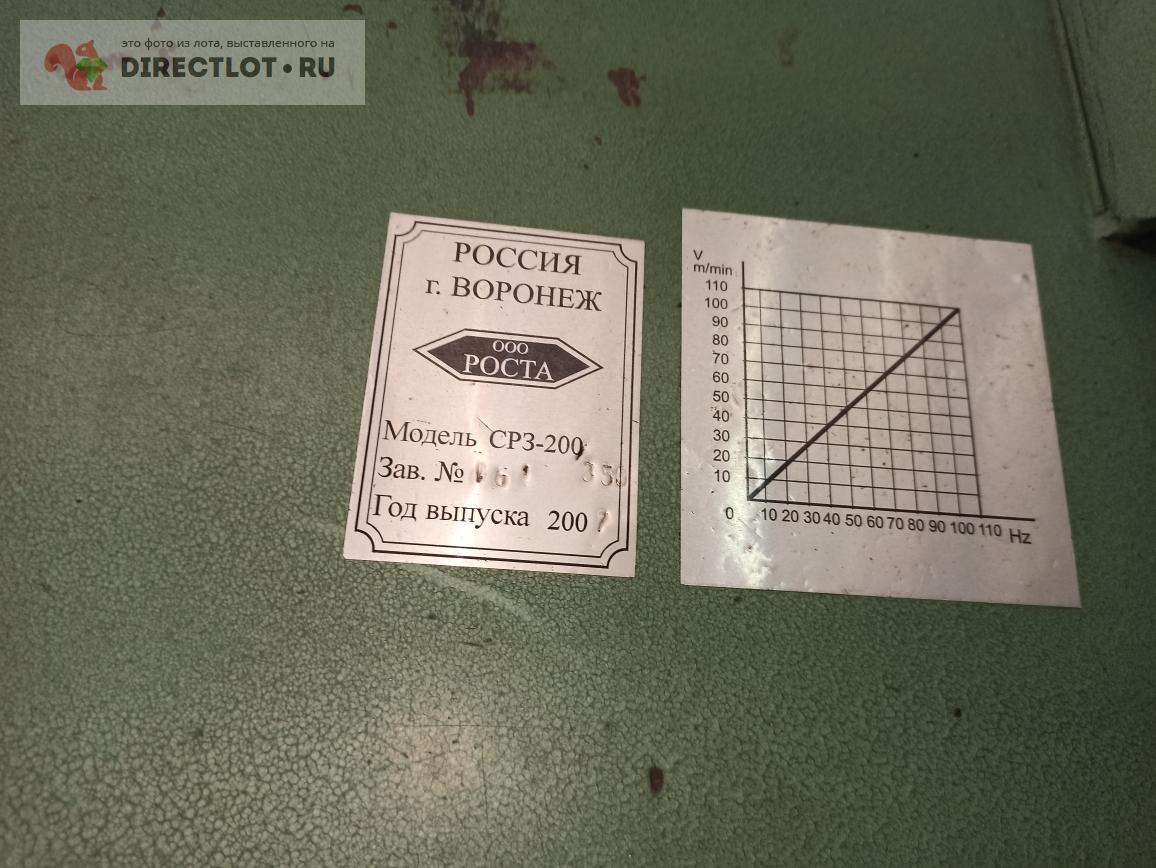 это фото из лота, выставленного на
DIRECTLOT•RU
РОССИЯ
г. ВОРОНЕЖ
ООО
РОСТА
Модель СРЗ-200
Зав. №
Год выпуска 200
V
m/min
110
100
90
80
70
60
50
40
30
20
10
0
10 20 30 40 50 60 70 80 90 100 110 Hz